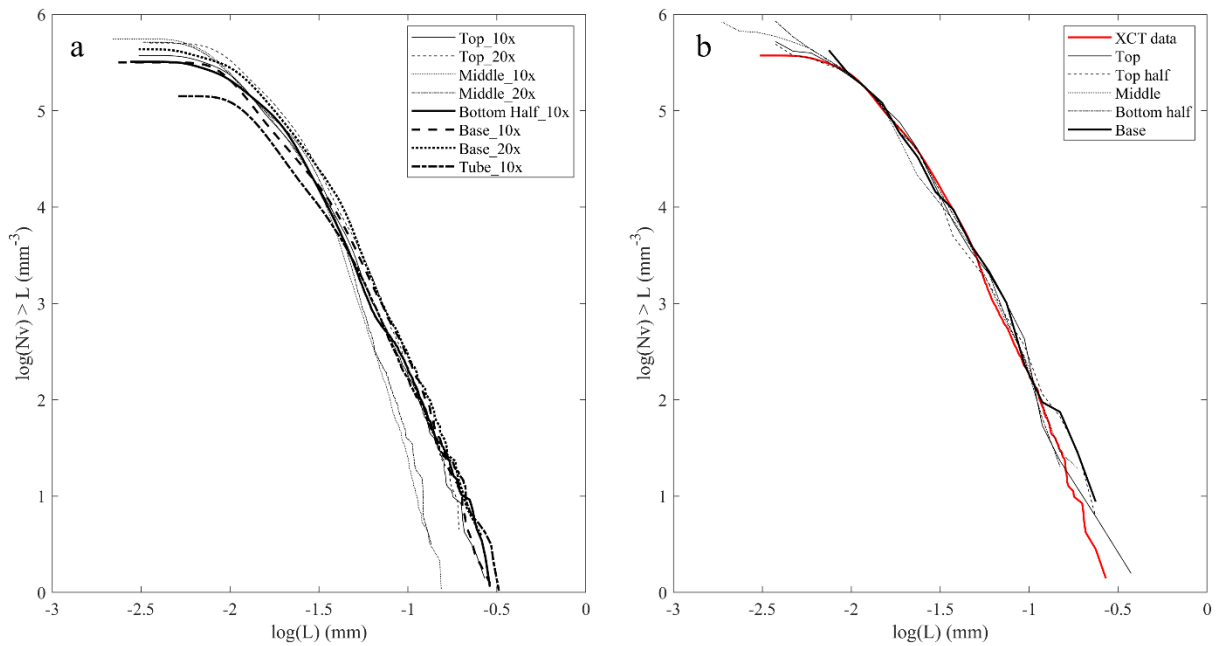 a
6
5
4
3
2
1
0
log(Nv) > L (mm-3)
-3
-2.5
-2
-1.5
-1
-0.5
0
log(L) (mm)
Top_10x
Top_20x
Middle_10x
Middle_20x
Bottom Half_10x
Base_10x
Base_20x
Tube_10x
b
6
5
4
3
2
1
0
log(Nv) > L (mm-3)
-3
-2.5
-2
-1.5
-1
-0.5
0
log(L) (mm)
XCT data
Top
Top half
Middle
Bottom half
Base